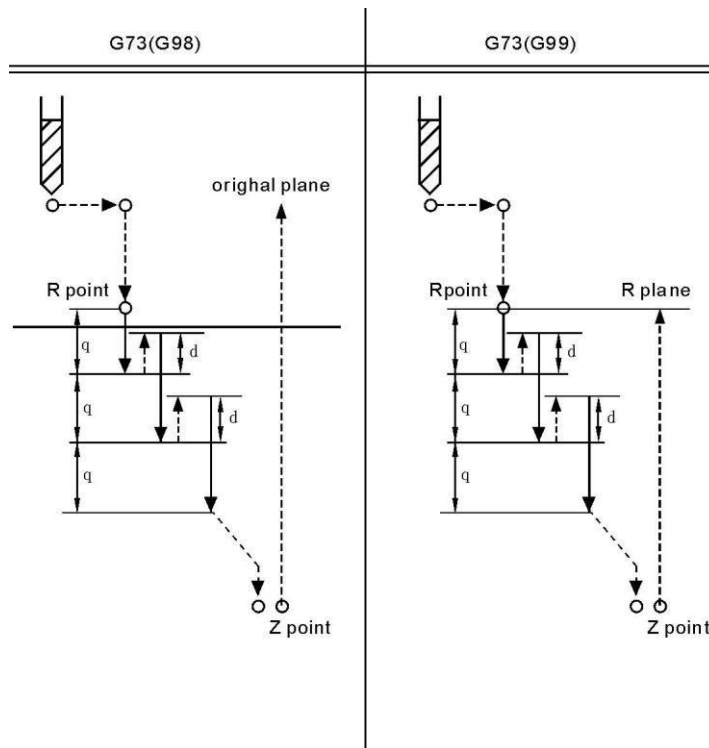 G73(G98)
orighal plane
R point
q
d
q
d
q
Z point
G73(G99)
Rpoint
R plane
q
d
q
d
q
Z point